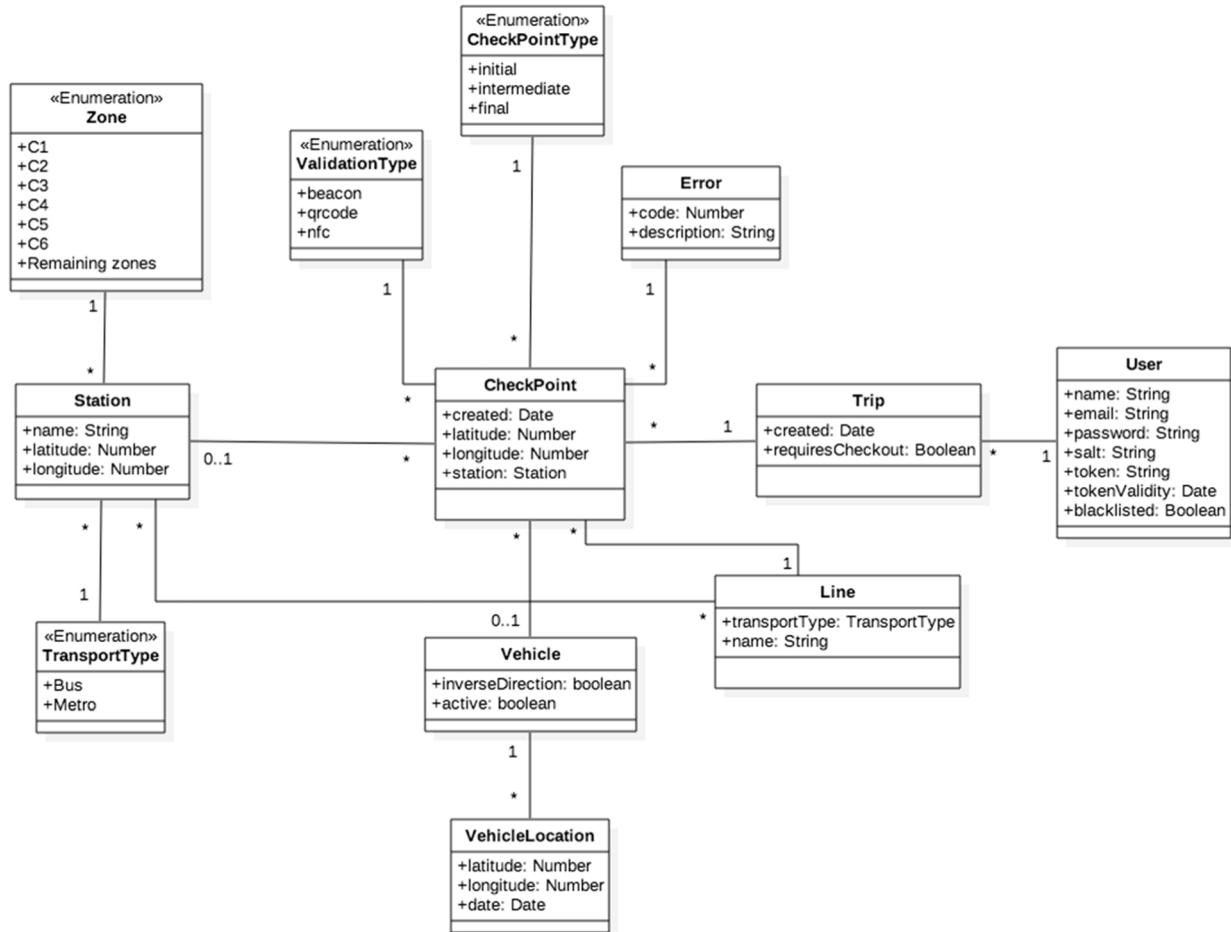 «Enumeration»
CheckPointType
+initial
+intermediate
+final
«Enumeration»
Zone
+C1
+C2
+C3
+C4
+C5
+C6
+Remaining zones
«Enumeration»
ValidationType
+beacon
+qrcode
+nfc
Error
+code: Number
+description: String
1
1
1
1
*
*
*
*
Station
+name: String
+latitude: Number
+longitude: Number
0..1
*
CheckPoint
+created: Date
+latitude: Number
+longitude: Number
+station: Station
*
1
Trip
+created: Date
+requiresCheckout: Boolean
*
1
User
+name: String
+email: String
+password: String
+salt: String
+token: String
+tokenValidity: Date
+blacklisted: Boolean
*
*
*
*
1
1
0..1
*
«Enumeration»
TransportType
+Bus
+Metro
Line
+transportType: TransportType
+name: String
Vehicle
+inverseDirection: boolean
+active: boolean
1
*
VehicleLocation
+latitude: Number
+longitude: Number
+date: Date